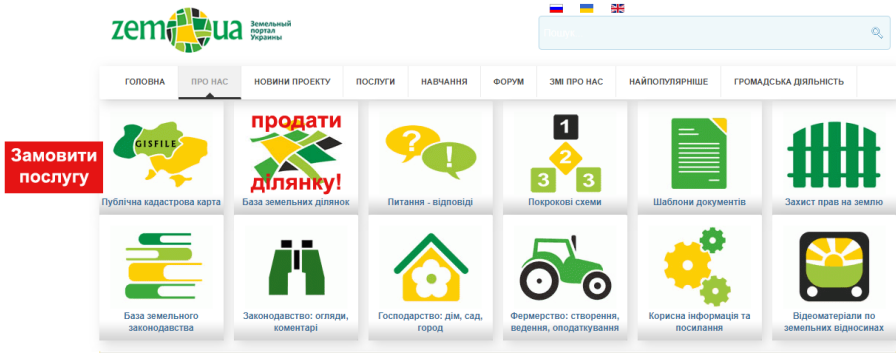 zem.ua
Земельный
портал
Украины
ГОЛОВНА
ПРО НАС
НОВИНИ ПРОЕКТУ
ПОСЛУГИ
НАВЧАННЯ
ФОРУМ
ЗМІ ПРО НАС
НАЙПОПУЛЯРНІШЕ
ГРОМАДСЬКА ДІЯЛЬНІСТЬ
Замовити
послугу
GISFILE
Публічна кадастрова карта
продати
ділянку!
База земельних ділянок
? !
Питання - відповіді
1
2
3 3
Покрокові схеми
Шаблони документів
Захист прав на землю
База земельного
законодавства
Законодавство: огляди,
коментарі
Господарство: дім, сад,
город
Фермерство: створення,
ведення, оподаткування
Корисна інформація та
посилання
Відеоматеріали по
земельних відносинах